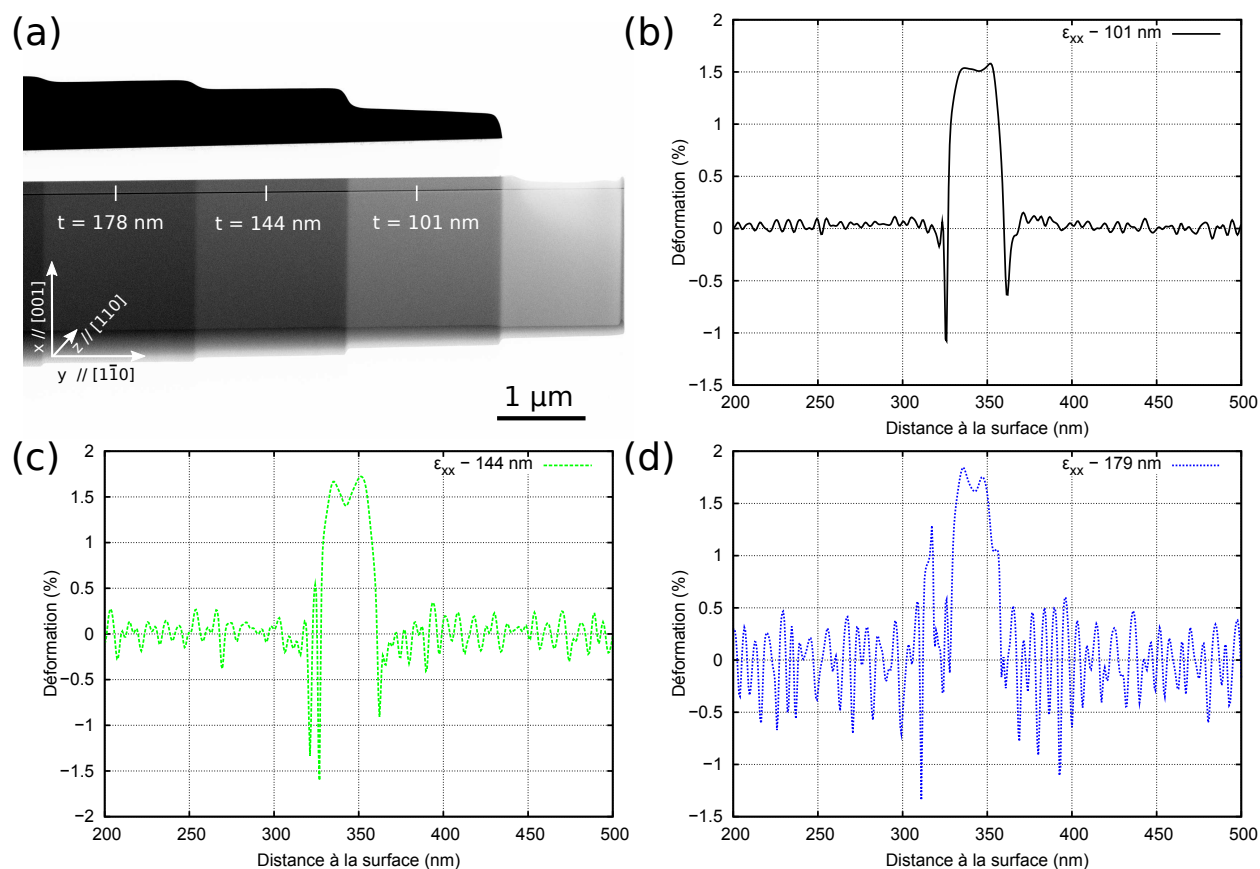 (a)
t = 178 nm
t = 144 nm
t = 101 nm
x // [001]
z // [110]
y // [11̅0]
1 µm
(b)
εxx − 101 nm
2
1.5
1
0.5
0
−0.5
−1
−1.5
Déformation (%)
200
250
300
350
400
450
500
Distance à la surface (nm)
(c)
εxx − 144 nm
2
1.5
1
0.5
0
−0.5
−1
−1.5
−2
Déformation (%)
200
250
300
350
400
450
500
Distance à la surface (nm)
(d)
εxx − 179 nm
2
1.5
1
0.5
0
−0.5
−1
−1.5
Déformation (%)
200
250
300
350
400
450
500
Distance à la surface (nm)